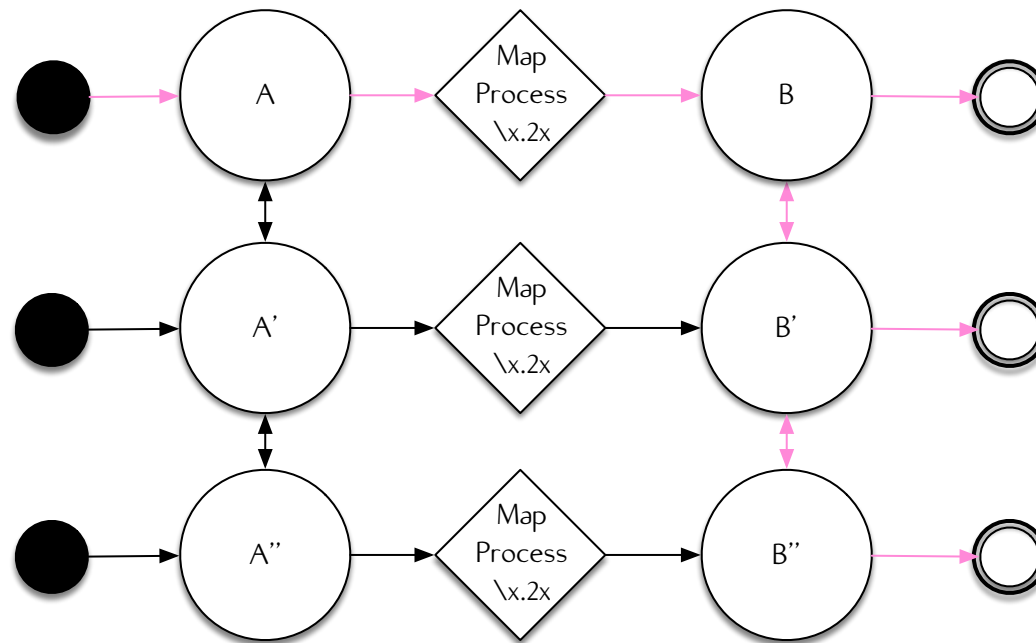 A
Map
Process
\x.2x
B
A'
Map
Process
\x.2x
B'
A''
Map
Process
\x.2x
B''